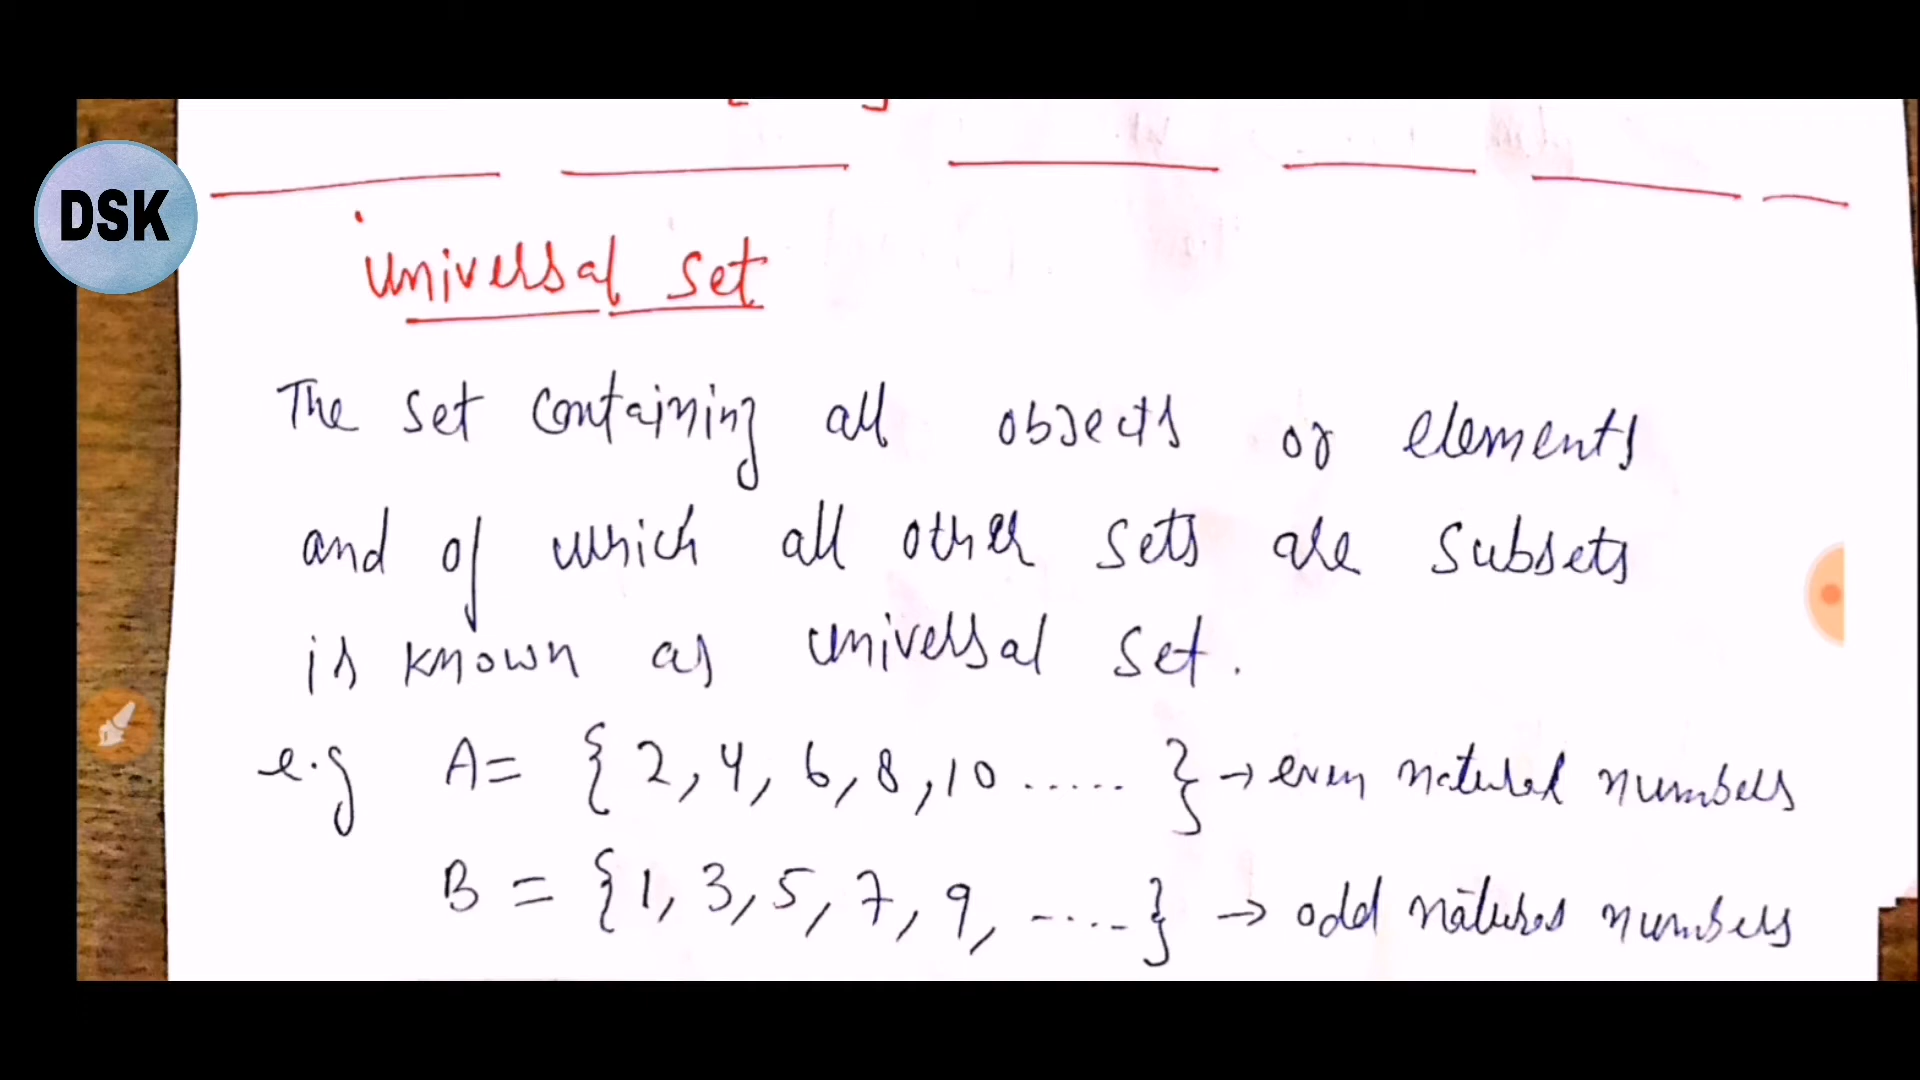 DSK
universal set
The set containing all objects or elements
and of which all other sets are subsets
is known as universal set.
e.g A = { 2, 4, 6, 8, 10 ..... } → even natural numbers
B = { 1, 3, 5, 7, 9, ..... } → odd natural numbers